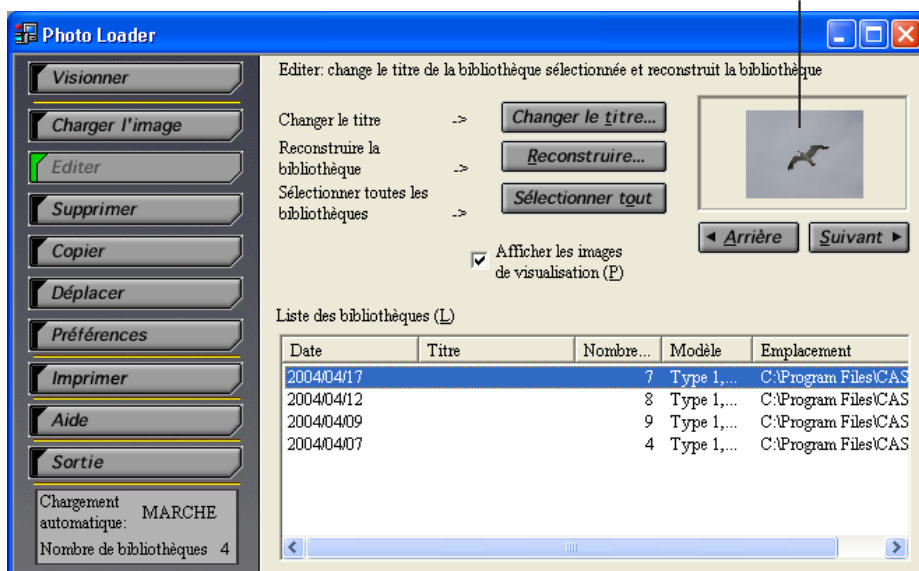 Photo Loader
Visionner
Charger l'image
Editer
Supprimer
Copier
Déplacer
Préférences
Imprimer
Aide
Sortie
Chargement
automatique: MARCHE
Nombre de bibliothèques 4
Editer: change le titre de la bibliothèque sélectionnée et reconstruit la bibliothèque
Changer le titre -> Changer le titre...
Reconstruire la
bibliothèque -> Reconstruire...
Sélectionner toutes les
bibliothèques -> Sélectionner tout
Afficher les images
de visualisation (P)
Arrière Suivant
Liste des bibliothèques (L)
Date Titre Nombre... Modèle Emplacement
2004/04/17 7 Type 1,... C:\Program Files\CAS
2004/04/12 8 Type 1,... C:\Program Files\CAS
2004/04/09 9 Type 1,... C:\Program Files\CAS
2004/04/07 4 Type 1,... C:\Program Files\CAS